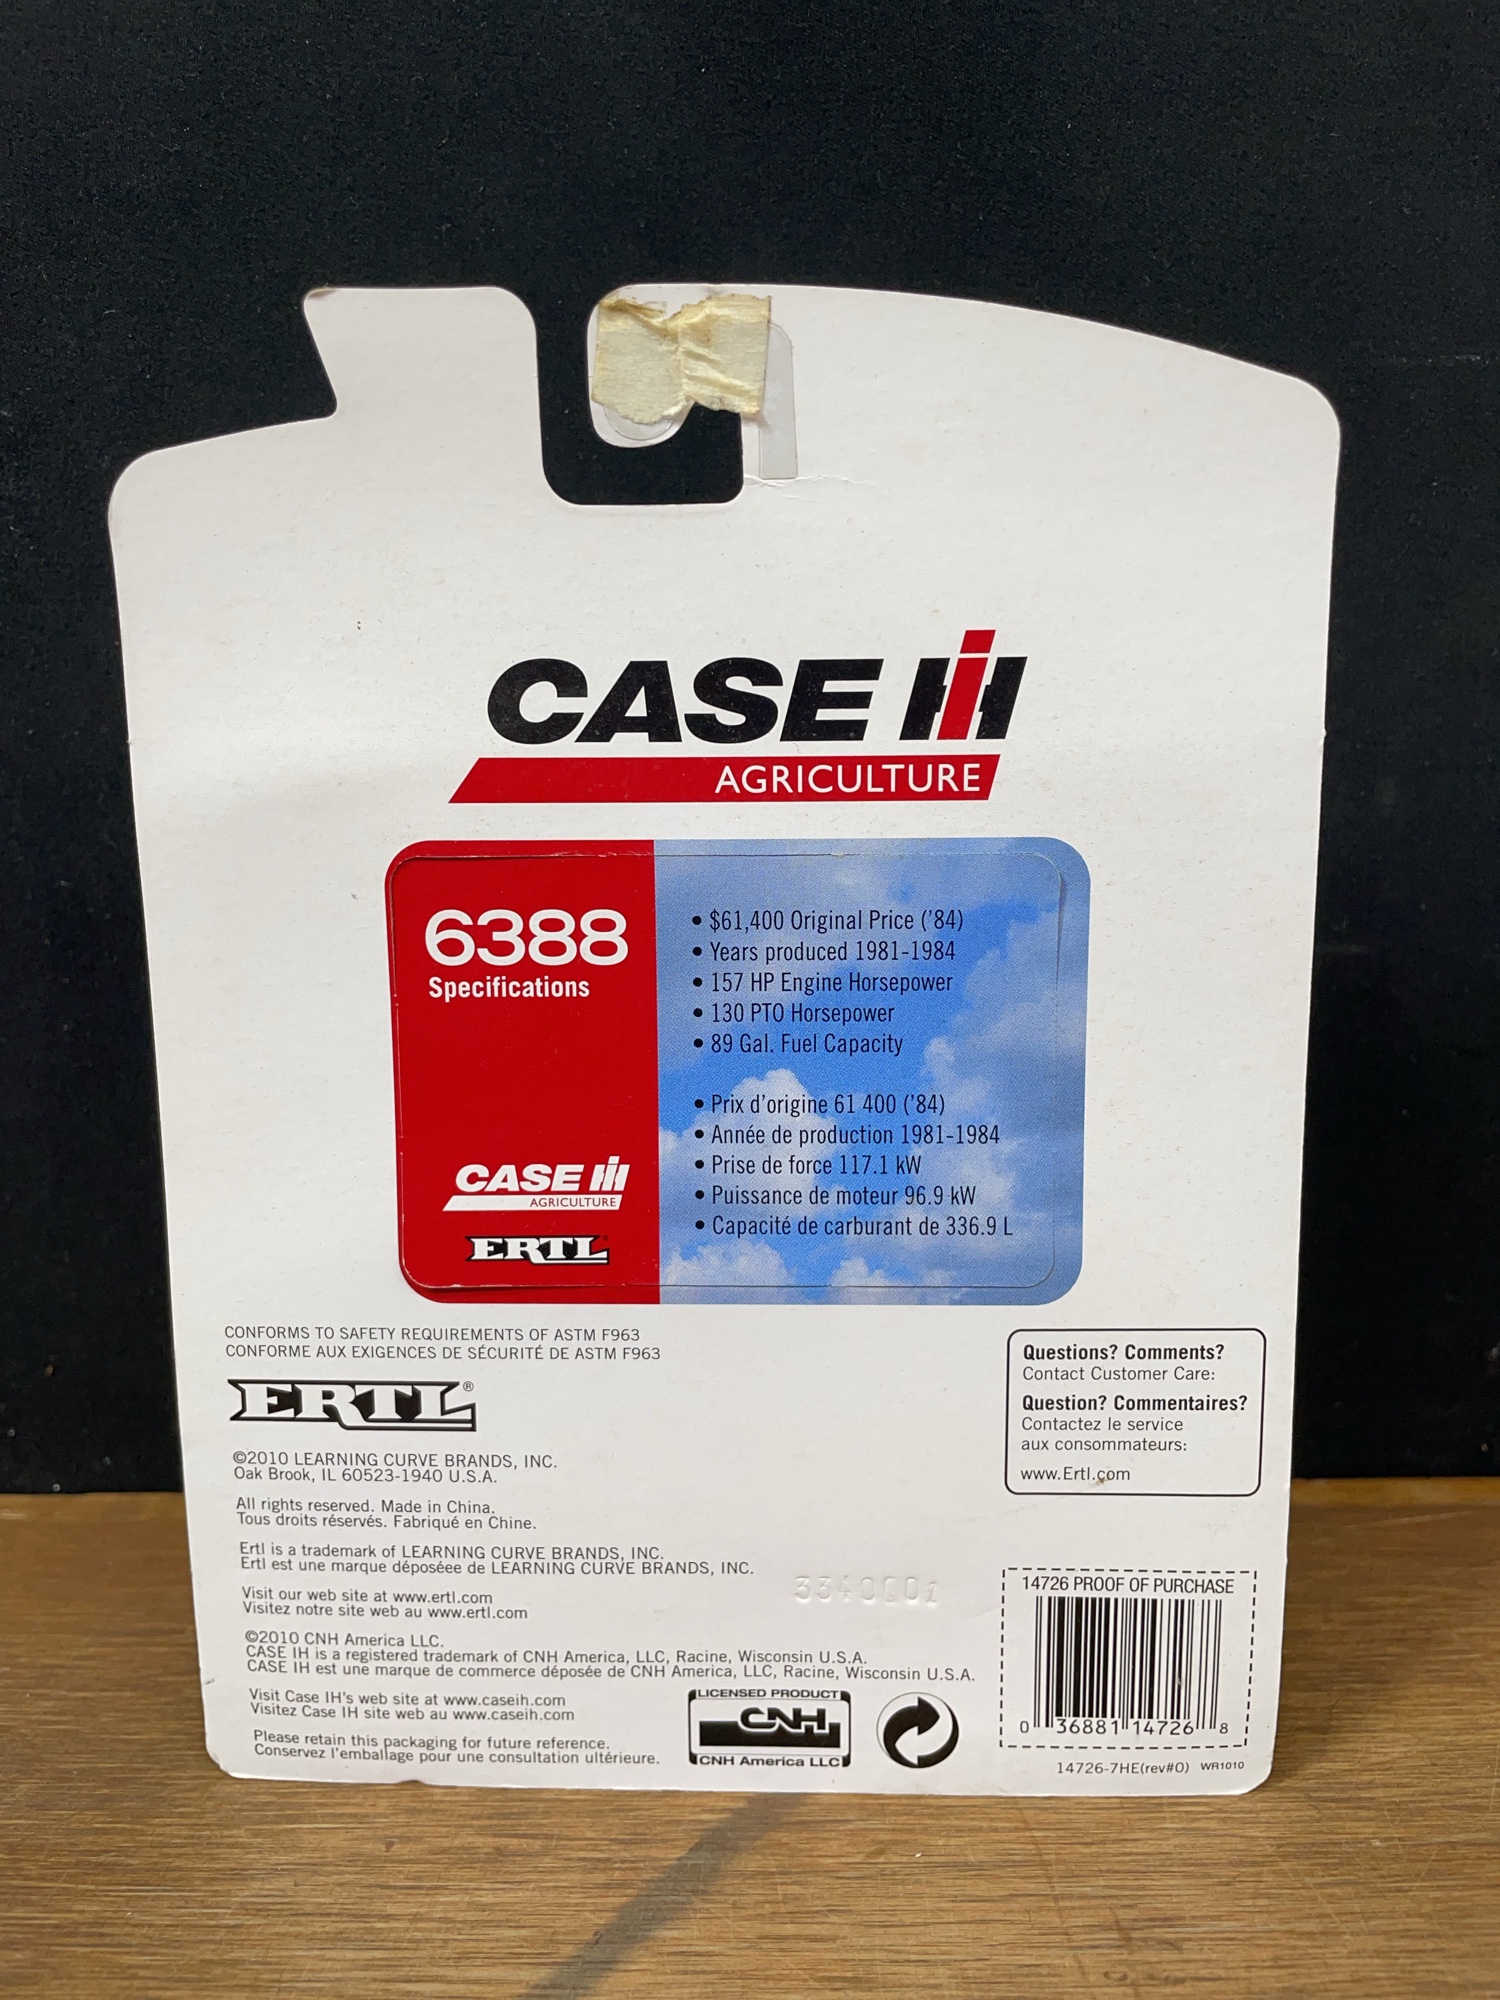 CASE IH
AGRICULTURE
6388
Specifications
CASE IH
AGRICULTURE
ERTL
• $61,400 Original Price ('84)
• Years produced 1981-1984
• 157 HP Engine Horsepower
• 130 PTO Horsepower
• 89 Gal. Fuel Capacity
• Prix d'origine 61 400 ('84)
• Année de production 1981-1984
• Prise de force 117.1 kW
• Puissance de moteur 96.9 kW
• Capacité de carburant de 336.9 L
CONFORMS TO SAFETY REQUIREMENTS OF ASTM F963
CONFORME AUX EXIGENCES DE SÉCURITÉ DE ASTM F963
ERTL®
©2010 LEARNING CURVE BRANDS, INC.
Oak Brook, IL 60523-1940 U.S.A.
All rights reserved. Made in China.
Tous droits réservés. Fabriqué en Chine.
Ertl is a trademark of LEARNING CURVE BRANDS, INC.
Ertl est une marque déposéee de LEARNING CURVE BRANDS, INC.
Visit our web site at www.ertl.com
Visitez notre site web au www.ertl.com
©2010 CNH America LLC.
CASE IH is a registered trademark of CNH America, LLC, Racine, Wisconsin U.S.A.
CASE IH est une marque de commerce déposée de CNH America, LLC, Racine, Wisconsin U.S.A.
Visit Case IH's web site at www.caseih.com
Visitez Case IH site web au www.caseih.com
Please retain this packaging for future reference.
Conservez l'emballage pour une consultation ultérieure.
LICENSED PRODUCT
CNH
CNH America LLC
Questions? Comments?
Contact Customer Care:
Question? Commentaires?
Contactez le service
aux consommateurs:
www.Ertl.com
14726 PROOF OF PURCHASE
0 36881 14726 8
14726-7HE(rev#0) WR1010